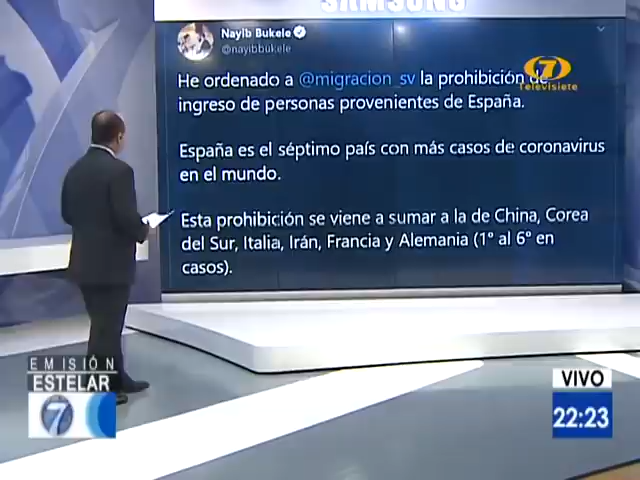 SAMSUNG
Nayib Bukele
@nayibbukele
He ordenado a @migracion_sv la prohibición de
ingreso de personas provenientes de España.
7
Televisiete
España es el séptimo país con más casos de coronavirus
en el mundo.
Esta prohibición se viene a sumar a la de China, Corea
del Sur, Italia, Irán, Francia y Alemania (1° al 6° en
casos).
EMISIÓN
ESTELAR
7
VIVO
22:23